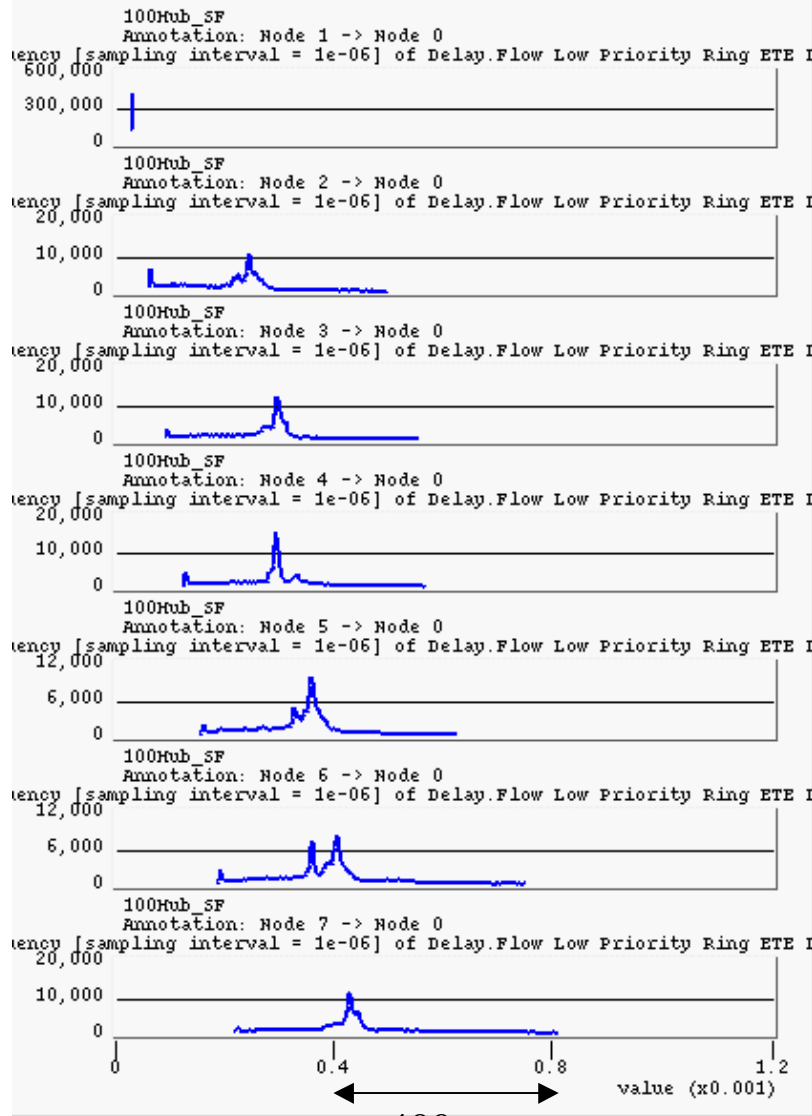 100Hub_SF
Annotation: Node 1 -> Node 0
[sampling interval = 1e-06] of Delay.Flow Low Priority Ring ETE
600,000
300,000
0
100Hub_SF
Annotation: Node 2 -> Node 0
[sampling interval = 1e-06] of Delay.Flow Low Priority Ring ETE
20,000
10,000
0
100Hub_SF
Annotation: Node 3 -> Node 0
[sampling interval = 1e-06] of Delay.Flow Low Priority Ring ETE
20,000
10,000
0
100Hub_SF
Annotation: Node 4 -> Node 0
[sampling interval = 1e-06] of Delay.Flow Low Priority Ring ETE
20,000
10,000
0
100Hub_SF
Annotation: Node 5 -> Node 0
[sampling interval = 1e-06] of Delay.Flow Low Priority Ring ETE
12,000
6,000
0
100Hub_SF
Annotation: Node 6 -> Node 0
[sampling interval = 1e-06] of Delay.Flow Low Priority Ring ETE
12,000
6,000
0
100Hub_SF
Annotation: Node 7 -> Node 0
[sampling interval = 1e-06] of Delay.Flow Low Priority Ring ETE
20,000
10,000
0
0 0.4 0.8 1.2
value (x0.001)